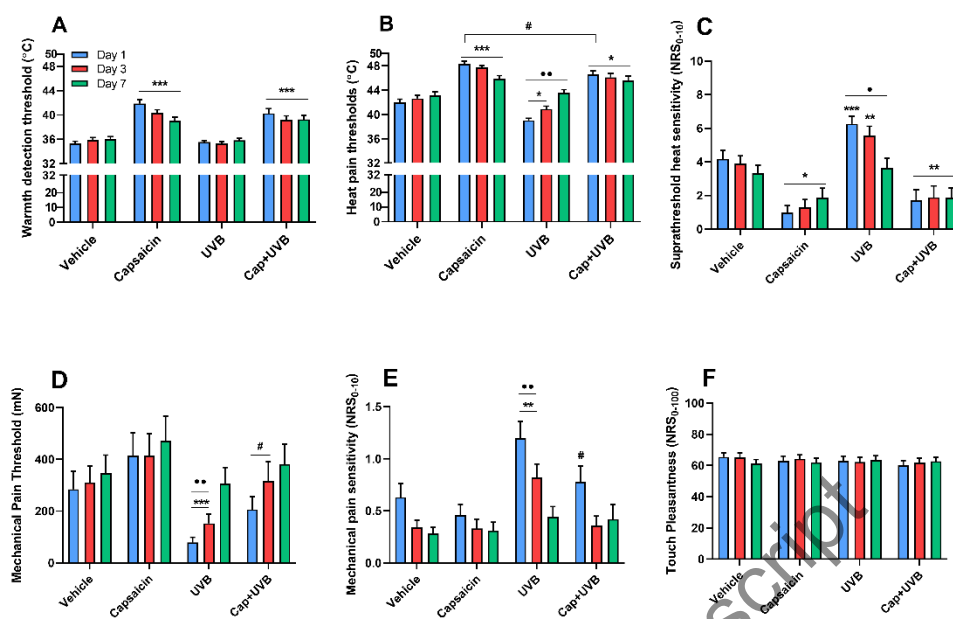 A
Warmth detection threshold (°C)
50
48
44
40
36
32
32
20
10
0
Day 1
Day 3
Day 7
***
***
Vehicle
Capsaicin
UVB
Cap+UVB
B
Heat pain thresholds (°C)
50
48
44
40
36
32
32
20
10
0
#
***
*
••
*
Vehicle
Capsaicin
UVB
Cap+UVB
C
Suprathreshold heat sensitivity (NRS0-10)
10
8
6
4
2
0
*
•
***
**
**
Vehicle
Capsaicin
UVB
Cap+UVB
D
Mechanical Pain Threshold (mN)
600
400
200
0
••
***
#
Vehicle
Capsaicin
UVB
Cap+UVB
E
Mechanical pain sensitivity (NRS0-10)
1.5
1.0
0.5
0.0
••
**
#
Vehicle
Capsaicin
UVB
Cap+UVB
F
Touch Pleasantness (NRS0-100)
100
80
60
40
20
0
Vehicle
Capsaicin
UVB
Cap+UVB
script